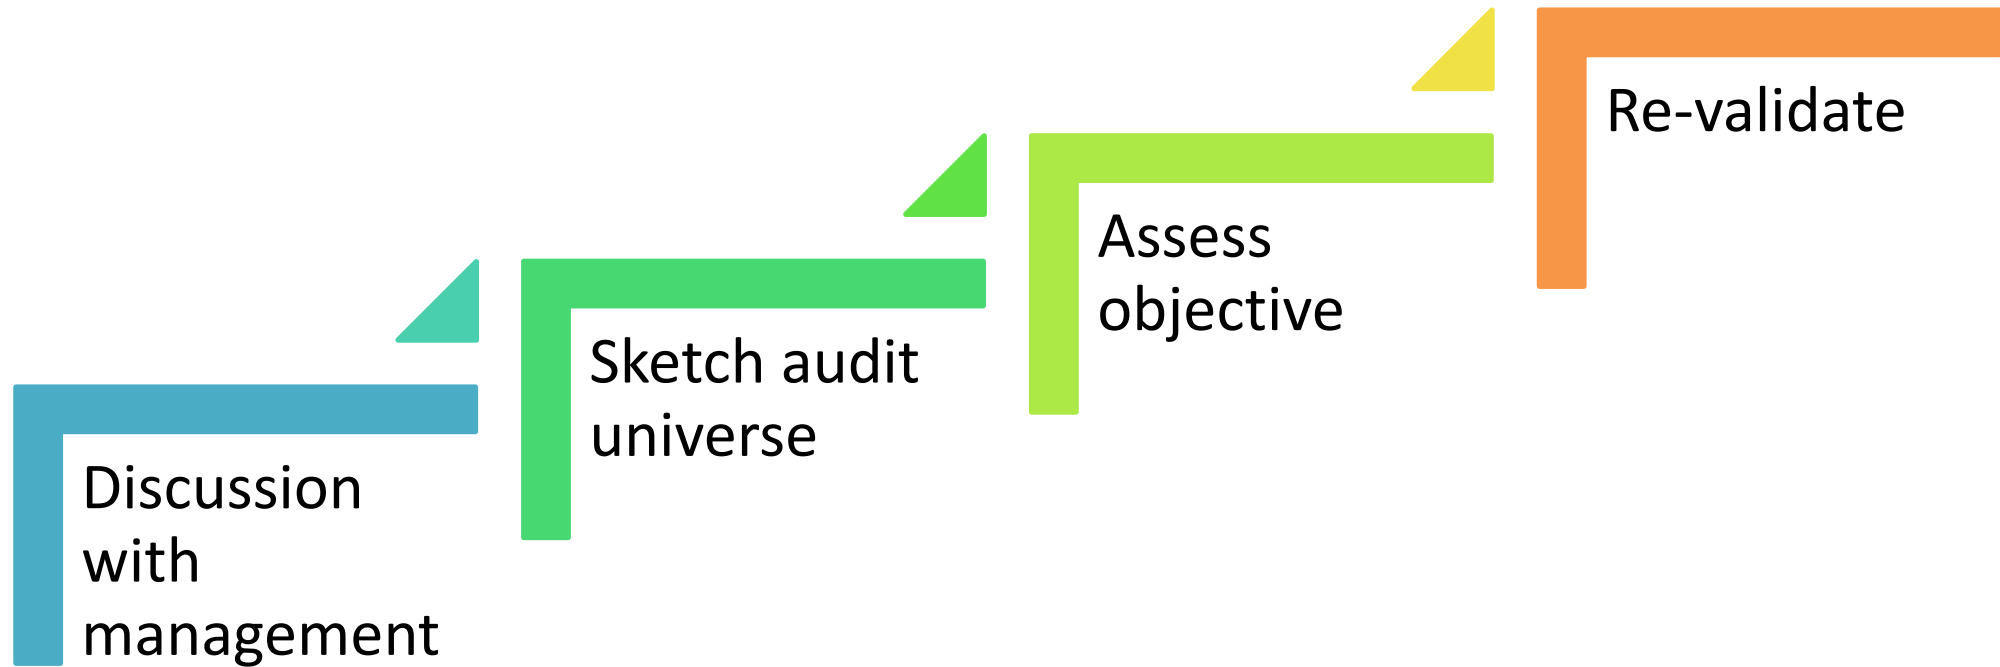 Discussion
with
management
Sketch audit
universe
Assess
objective
Re-validate